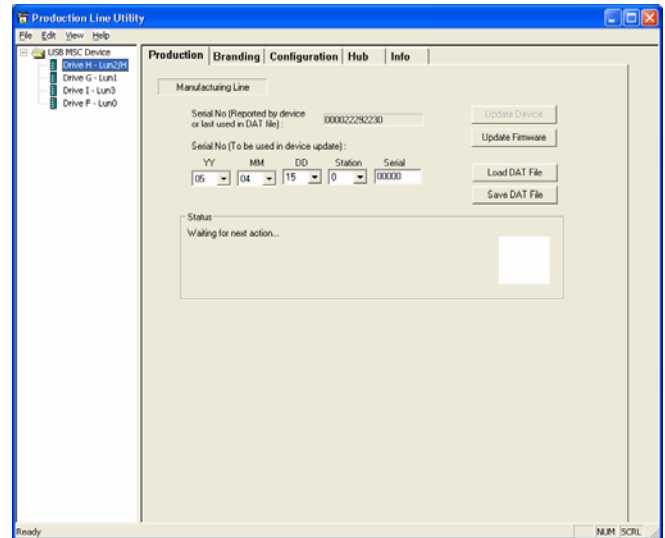 Production Line Utility
File Edit View Help
USB MSC Device
Drive H - Lun2/H
Drive G - Lun1
Drive I - Lun3
Drive F - Lun0
Production Branding Configuration Hub Info
Manufacturing Line
Serial No (Reported by device
or last used in DAT file) :
000022292230
Update Device
Update Firmware
Serial No (To be used in device update) :
YY MM DD Station Serial
05 04 15 0 00000
Load DAT File
Save DAT File
Status
Waiting for next action...
Ready
NUM SCRL